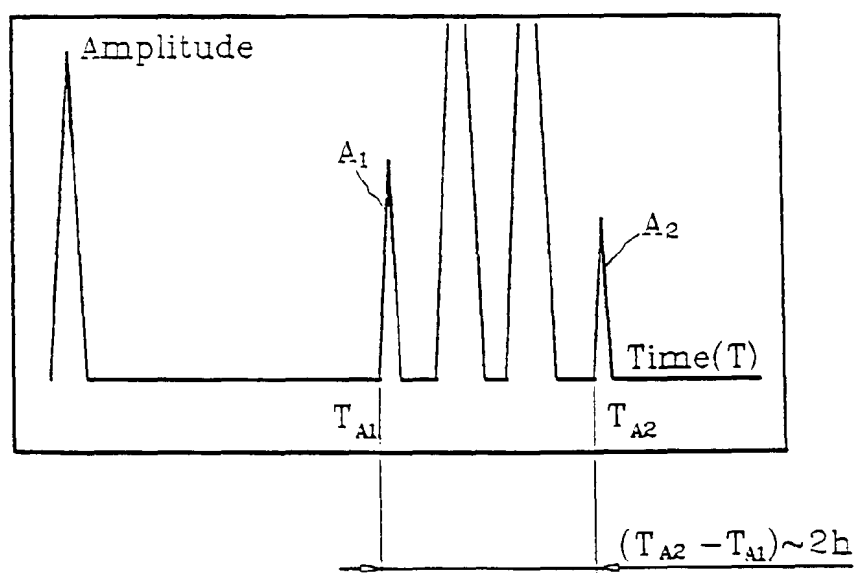 Amplitude
A1
A2
Time(T)
TA1
TA2
(TA2 -TA1)~2h